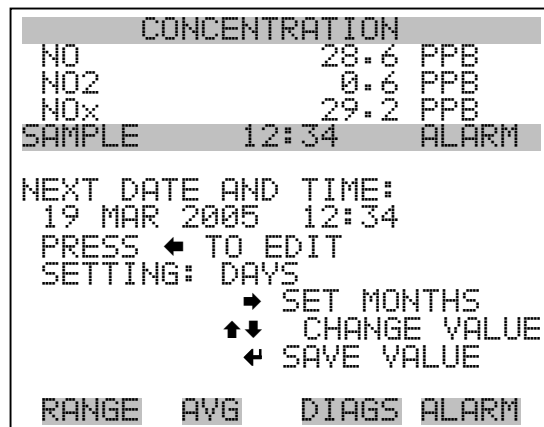 CONCENTRATION
NO 28.6 PPB
NO2 0.6 PPB
NOx 29.2 PPB
SAMPLE 12:34 ALARM
NEXT DATE AND TIME:
19 MAR 2005 12:34
PRESS ← TO EDIT
SETTING: DAYS
→ SET MONTHS
↑↓ CHANGE VALUE
↵ SAVE VALUE
RANGE AVG DIAGS ALARM